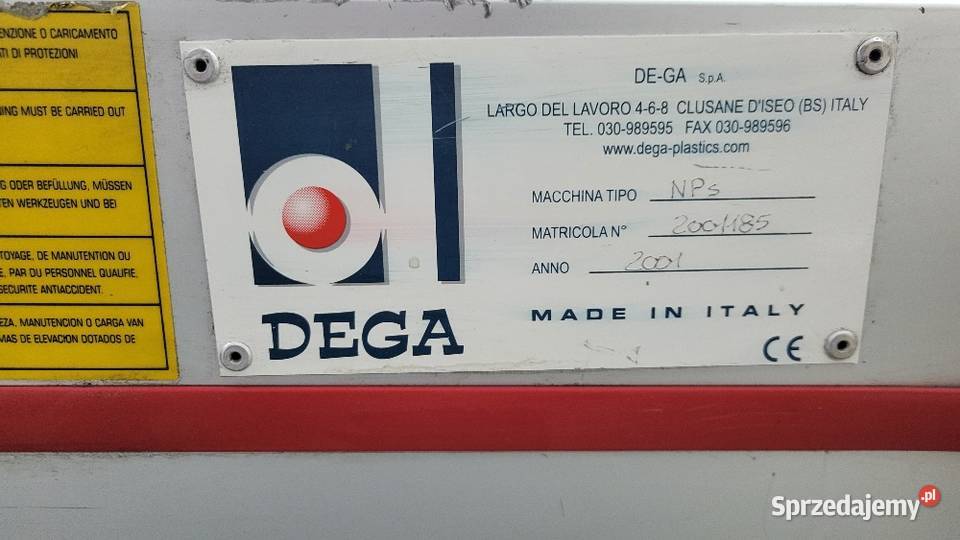 ENZIONE O CARICAMENTO
ATI DI PROTEZIONI
NING MUST BE CARRIED OUT
G ODER BEFÜLLUNG, MÜSSEN
TEN WERKZEUGEN UND BEI
TOYAGE, DE MANUTENTION OU
E, PAR DU PERSONNEL QUALIFIE,
SECURITE ANTIACCIDENT.
EZA, MANUTENCION O CARGA VAN
MAS DE ELEVACION DOTADOS DE
DEGA
DE-GA S.p.A.
LARGO DEL LAVORO 4-6-8 CLUSANE D'ISEO (BS) ITALY
TEL. 030-989595 FAX 030-989596
www.dega-plastics.com
MACCHINA TIPO NPs
MATRICOLA N° 2001185
ANNO 2001
MADE IN ITALY
CE
Sprzedajemy.pl